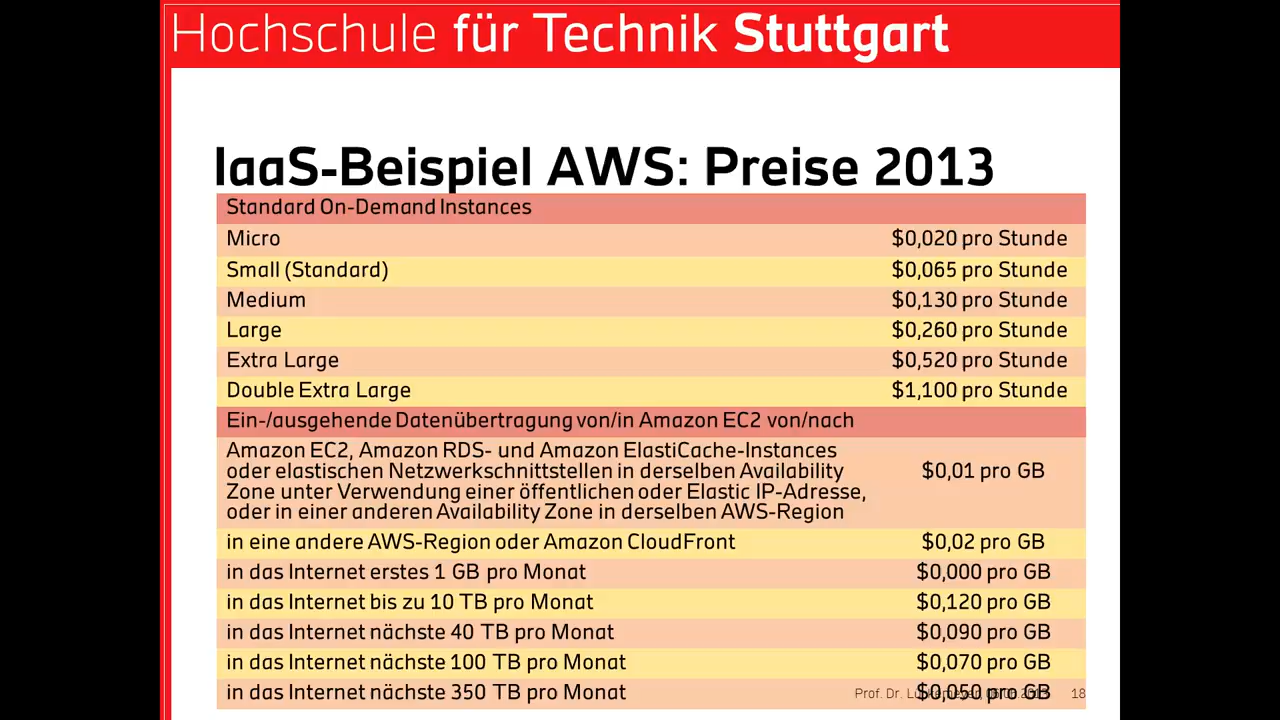 Hochschule für Technik Stuttgart
IaaS-Beispiel AWS: Preise 2013
Standard On-Demand Instances
Micro $0,020 pro Stunde
Small (Standard) $0,065 pro Stunde
Medium $0,130 pro Stunde
Large $0,260 pro Stunde
Extra Large $0,520 pro Stunde
Double Extra Large $1,100 pro Stunde
Ein-/ausgehende Datenübertragung von/in Amazon EC2 von/nach
Amazon EC2, Amazon RDS- und Amazon ElastiCache-Instances
oder elastischen Netzwerkschnittstellen in derselben Availability $0,01 pro GB
Zone unter Verwendung einer öffentlichen oder Elastic IP-Adresse,
oder in einer anderen Availability Zone in derselben AWS-Region
in eine andere AWS-Region oder Amazon CloudFront $0,02 pro GB
in das Internet erstes 1 GB pro Monat $0,000 pro GB
in das Internet bis zu 10 TB pro Monat $0,120 pro GB
in das Internet nächste 40 TB pro Monat $0,090 pro GB
in das Internet nächste 100 TB pro Monat $0,070 pro GB
in das Internet nächste 350 TB pro Monat $0,050 pro GB
Prof. Dr. 18